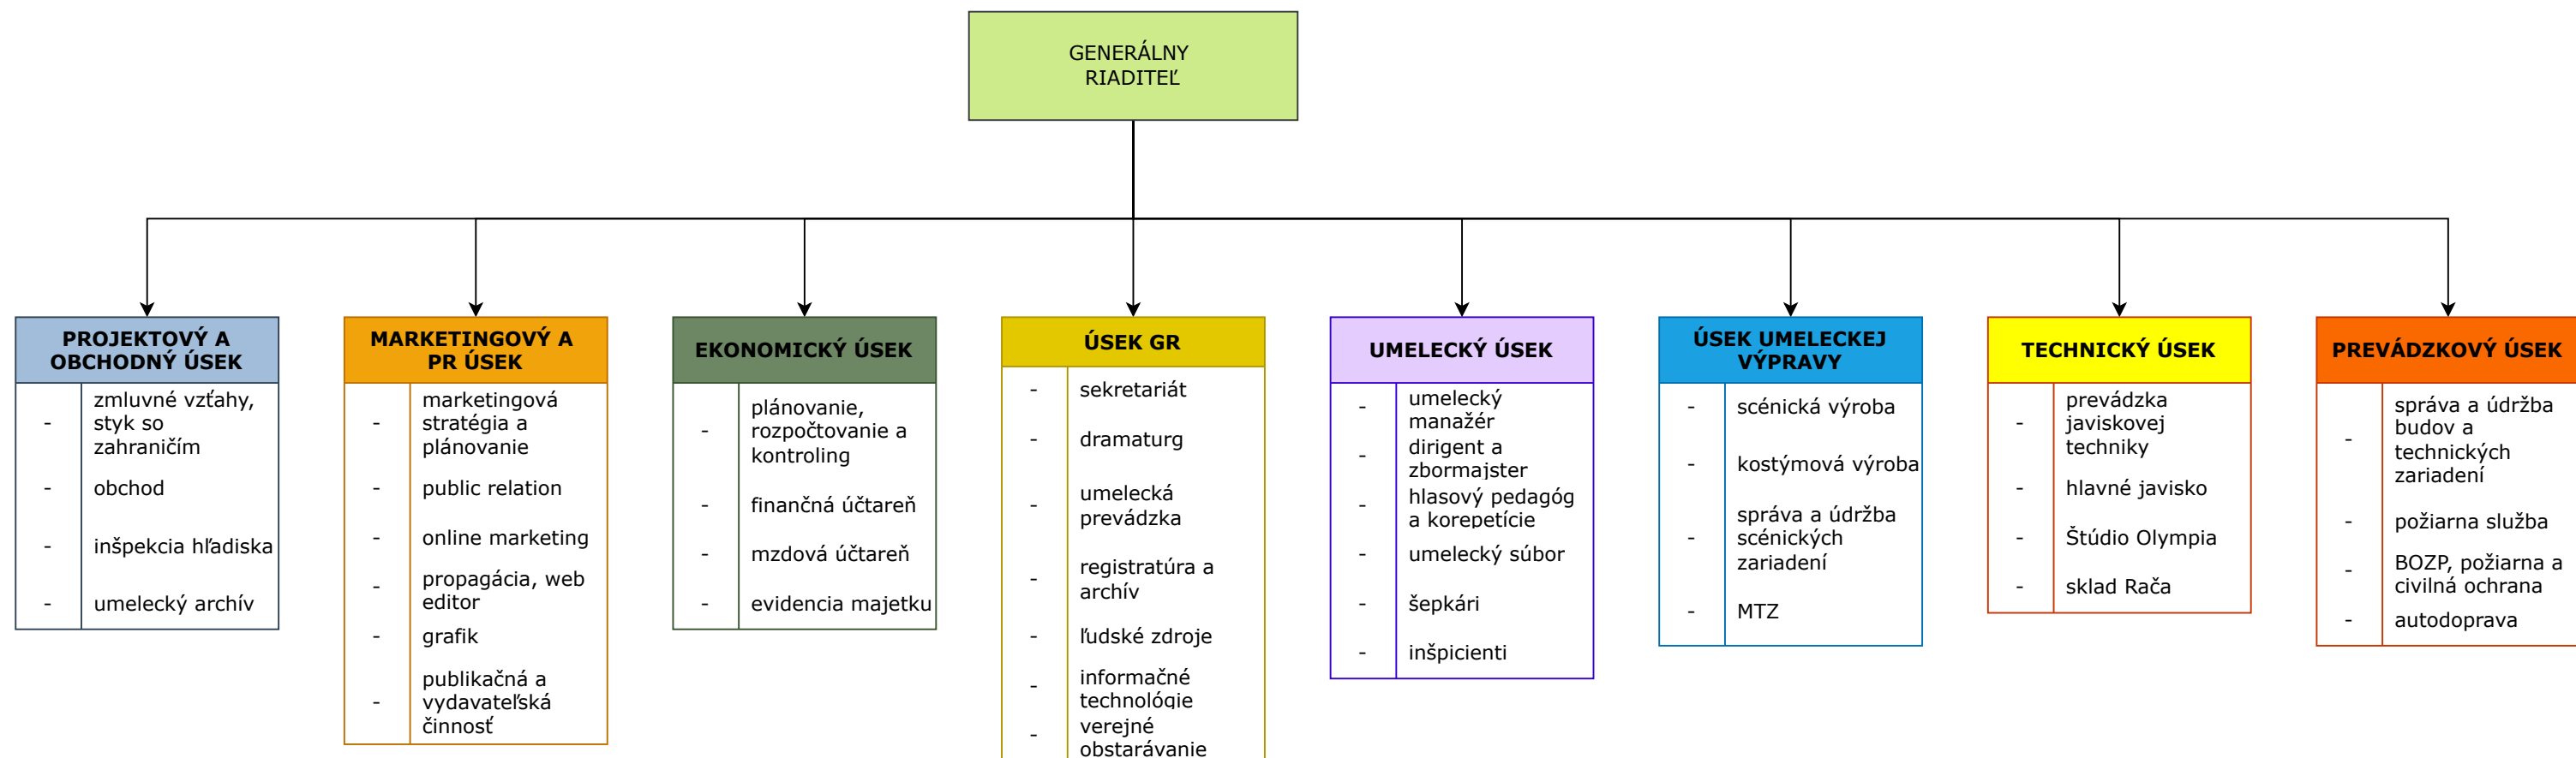 GENERÁLNY
RIADITEĽ
PROJEKTOVÝ A
OBCHODNÝ ÚSEK
- zmluvné vzťahy,
styk so
zahraničím
- obchod
- inšpekcia hľadiska
- umelecký archív
MARKETINGOVÝ A
PR ÚSEK
- marketingová
stratégia a
plánovanie
- public relation
- online marketing
- propagácia, web
editor
- grafik
- publikačná a
vydavateľská
činnosť
EKONOMICKÝ ÚSEK
- plánovanie,
rozpočtovanie a
kontroling
- finančná účtareň
- mzdová účtareň
- evidencia majetku
ÚSEK GR
- sekretariát
- dramaturg
- umelecká
prevádzka
- registratúra a
archív
- ľudské zdroje
- informačné
technológie
- verejné
obstarávanie
UMELECKÝ ÚSEK
- umelecký
manažér
- dirigent a
zbormajster
- hlasový pedagóg
a korepetície
- umelecký súbor
- šepkári
- inšpicienti
ÚSEK UMELECKEJ
VÝPRAVY
- scénická výroba
- kostýmová výroba
- správa a údržba
scénických
zariadení
- MTZ
TECHNICKÝ ÚSEK
- prevádzka
javiskovej
techniky
- hlavné javisko
- Štúdio Olympia
- sklad Rača
PREVÁDZKOVÝ ÚSEK
- správa a údržba
budov a
technických
zariadení
- požiarna služba
- BOZP, požiarna a
civilná ochrana
- autodoprava